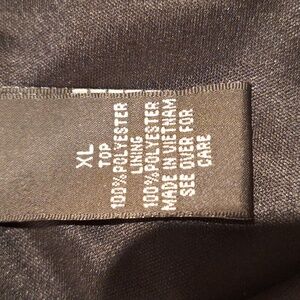 XL
TOP
100% POLYESTER
LINING
100% POLYESTER
MADE IN VIETNAM
SEE OVER FOR
CARE